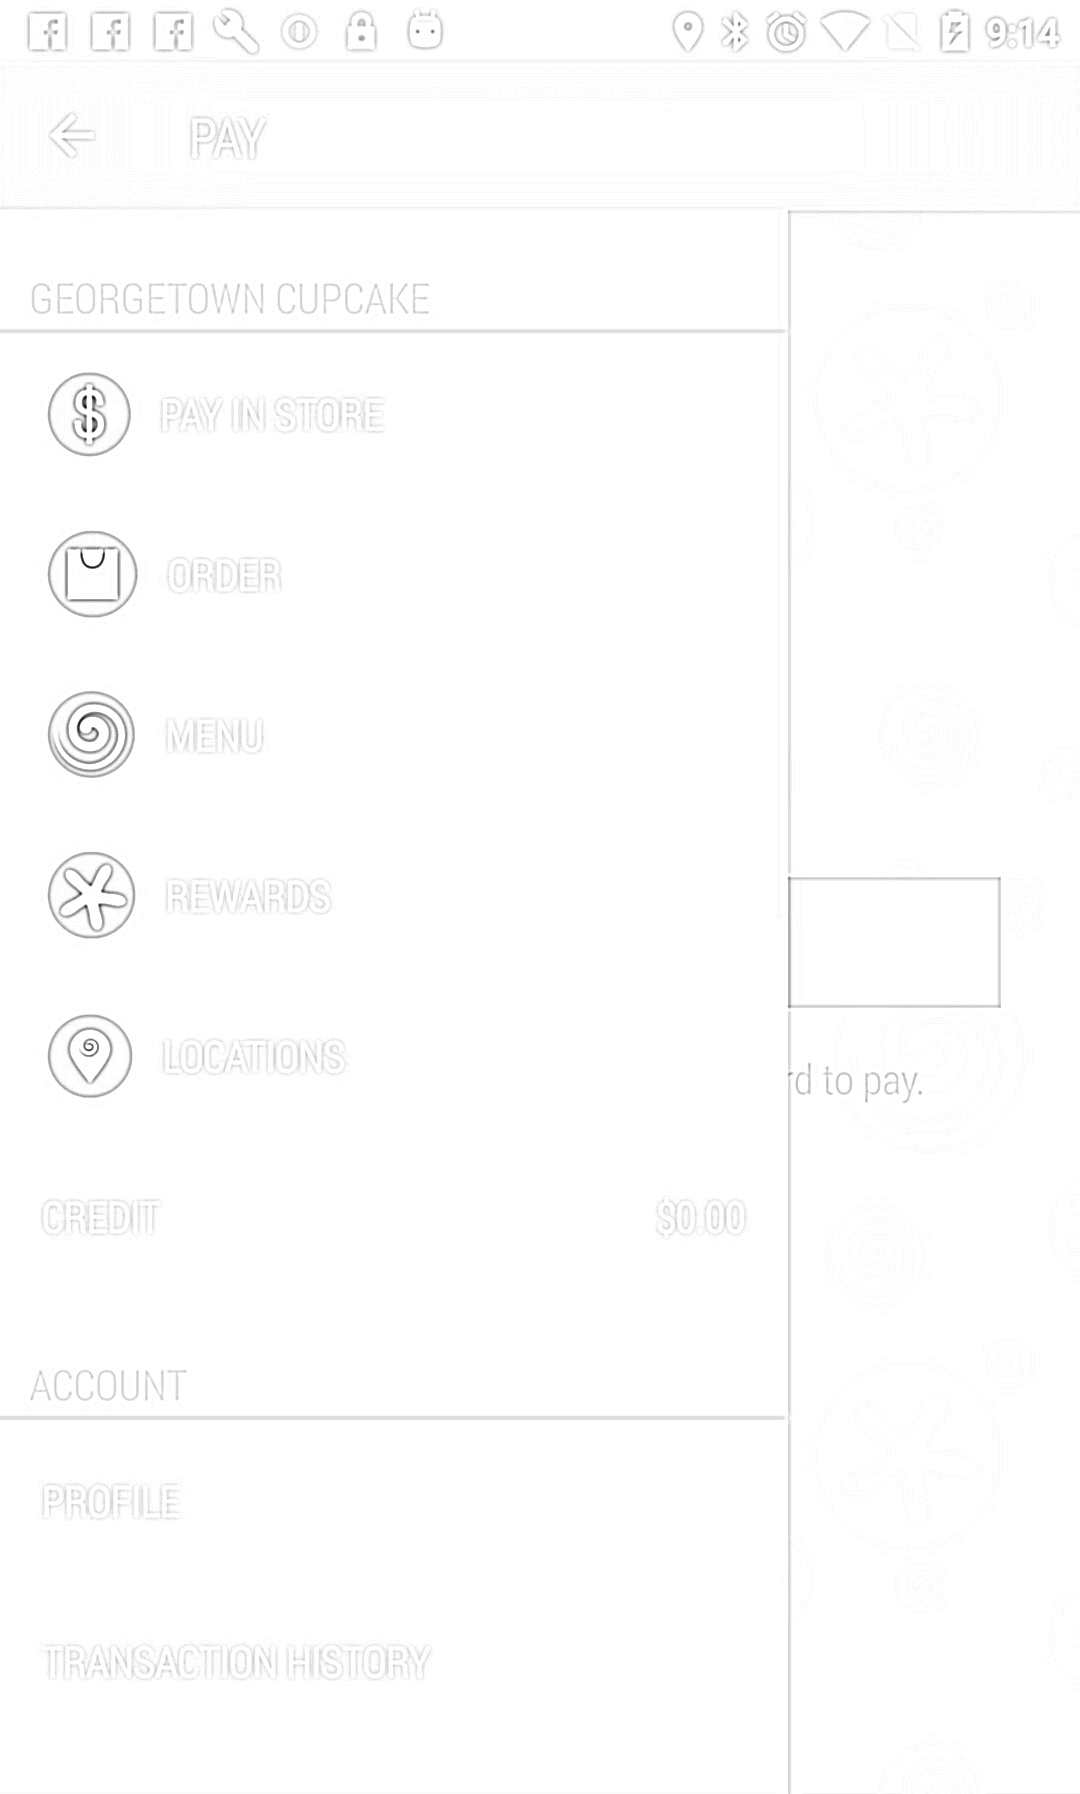 9:14
PAY
GEORGETOWN CUPCAKE
PAY IN STORE
ORDER
MENU
REWARDS
LOCATIONS
rd to pay.
CREDIT $0.00
ACCOUNT
PROFILE
TRANSACTION HISTORY